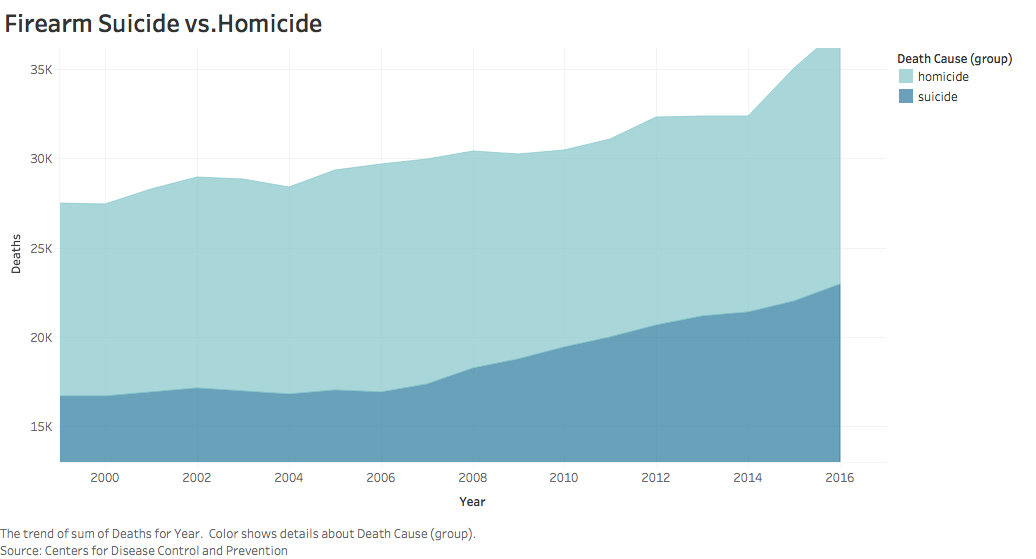 Firearm Suicide vs.Homicide
Death Cause (group)
homicide
suicide
35K
30K
25K
20K
15K
Deaths
2000 2002 2004 2006 2008 2010 2012 2014 2016
Year
The trend of sum of Deaths for Year. Color shows details about Death Cause (group).
Source: Centers for Disease Control and Prevention